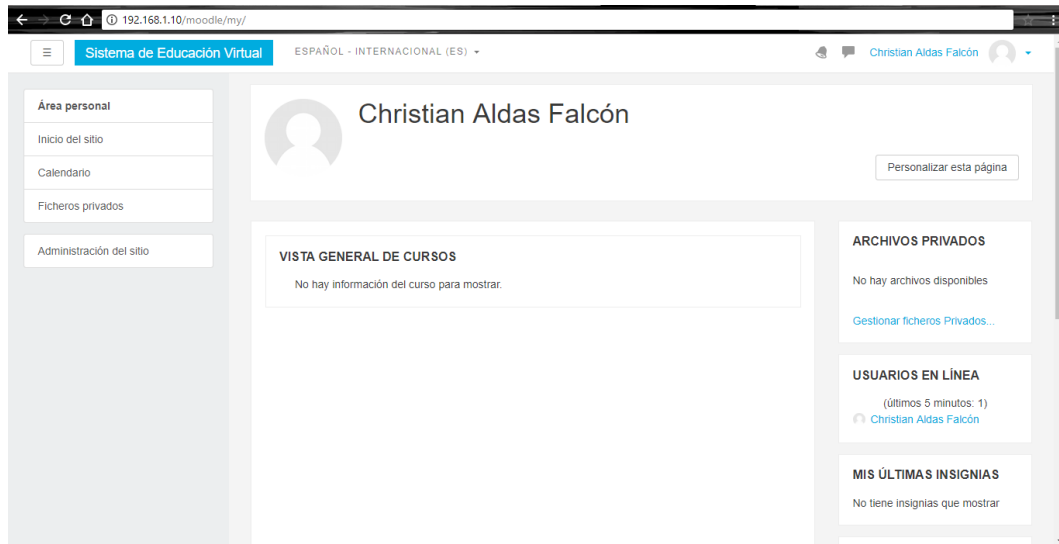 192.168.1.10/moodle/my/
Sistema de Educación Virtual
ESPAÑOL - INTERNACIONAL (ES)
Christian Aldas Falcón
Área personal
Inicio del sitio
Calendario
Ficheros privados
Administración del sitio
Christian Aldas Falcón
Personalizar esta página
VISTA GENERAL DE CURSOS
No hay información del curso para mostrar.
ARCHIVOS PRIVADOS
No hay archivos disponibles
Gestionar ficheros Privados...
USUARIOS EN LÍNEA
(últimos 5 minutos: 1)
Christian Aldas Falcón
MIS ÚLTIMAS INSIGNIAS
No tiene insignias que mostrar